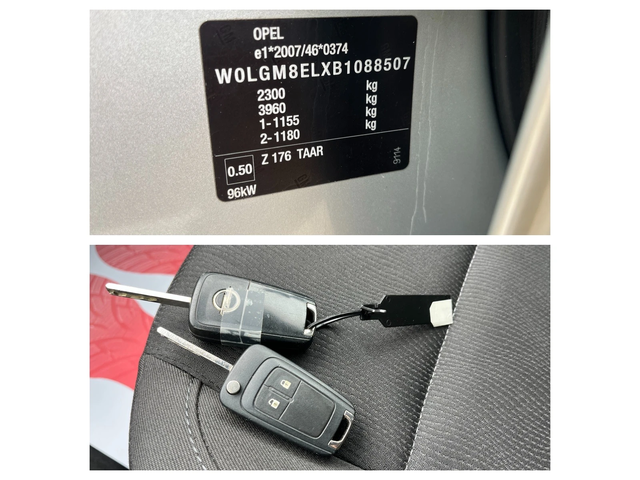 OPEL
e1*2007/46*0374
W0LGM8ELXB1088507
2300 kg
3960 kg
1-1155 kg
2-1180
0.50 Z 176 TAAR 9114
96kW